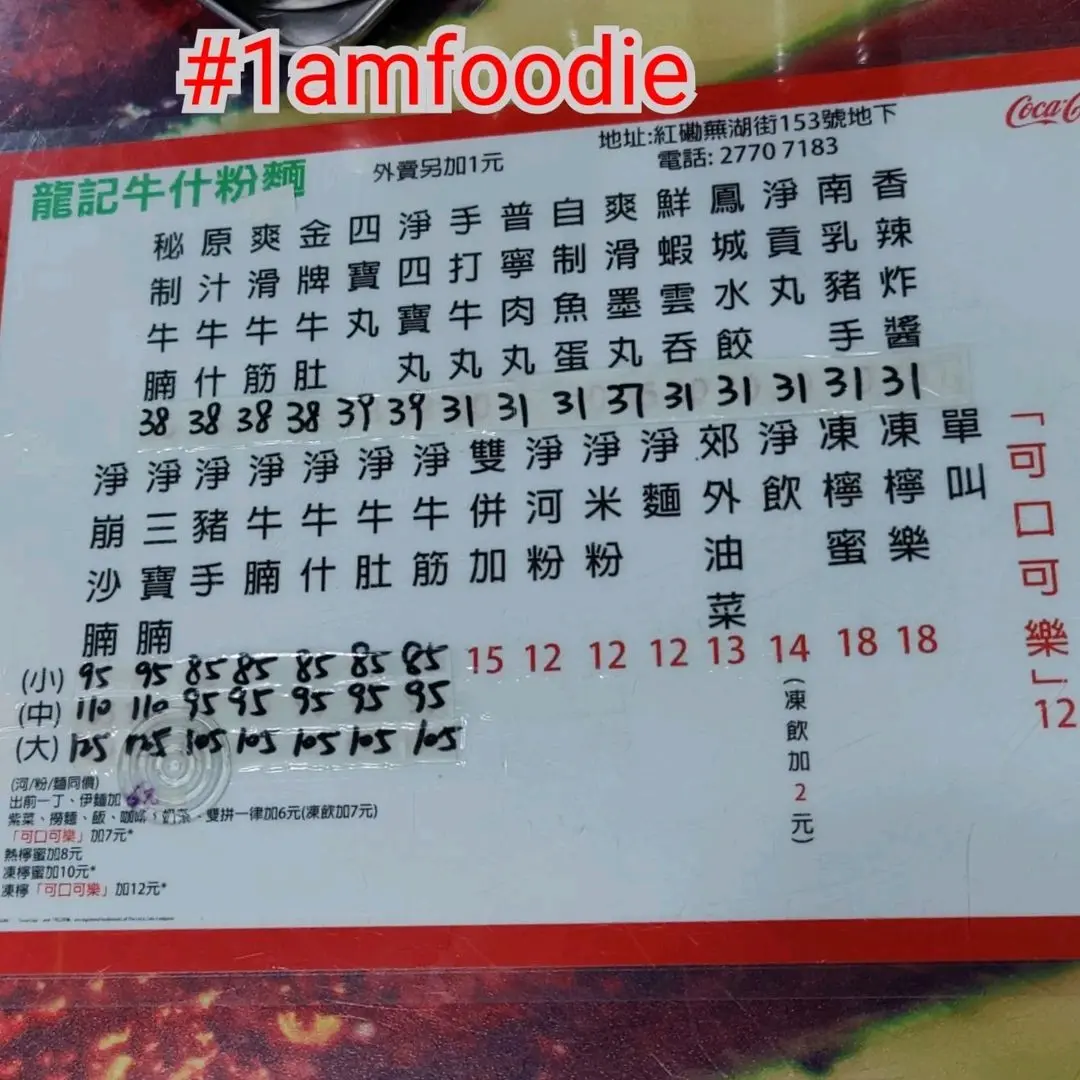 #1amfoodie
Coca-C
地址:紅磡蕪湖街153號地下
電話: 2770 7183
外賣另加1元
龍記牛什粉麵
秘制牛腩
原汁牛什
爽滑牛筋
金牌牛肚
四寶丸
淨四寶丸
手打牛丸
普寧肉丸
自制魚蛋
爽滑墨丸
鮮蝦雲吞
鳳城水餃
淨貢丸
南乳豬手
香辣炸醬
38 38 38 38 39 39 31 31 31 37 31 31 31 31 31
淨崩沙腩
淨三寶腩
淨豬手
淨牛腩
淨牛什
淨牛肚
淨牛筋
雙併加
淨河粉
淨米粉
淨麵
郊外油菜
淨飲
凍檸蜜
凍檸樂
單叫
「可口可樂」
(小) 95 95 85 85 85 85 85
(中) 110 110 95 95 95 95 95
(大) 125 125 105 105 105 105 105
15 12 12 12 13 14 18 18
12
(凍飲加2元)
(河/粉/麵同價)
出前一丁、伊麵加6元
紫菜、撈麵、飯、咖啡、奶茶、雙拼一律加6元(凍飲加7元)
「可口可樂」加7元*
熱檸蜜加8元
凍檸蜜加10元*
凍檸「可口可樂」加12元*